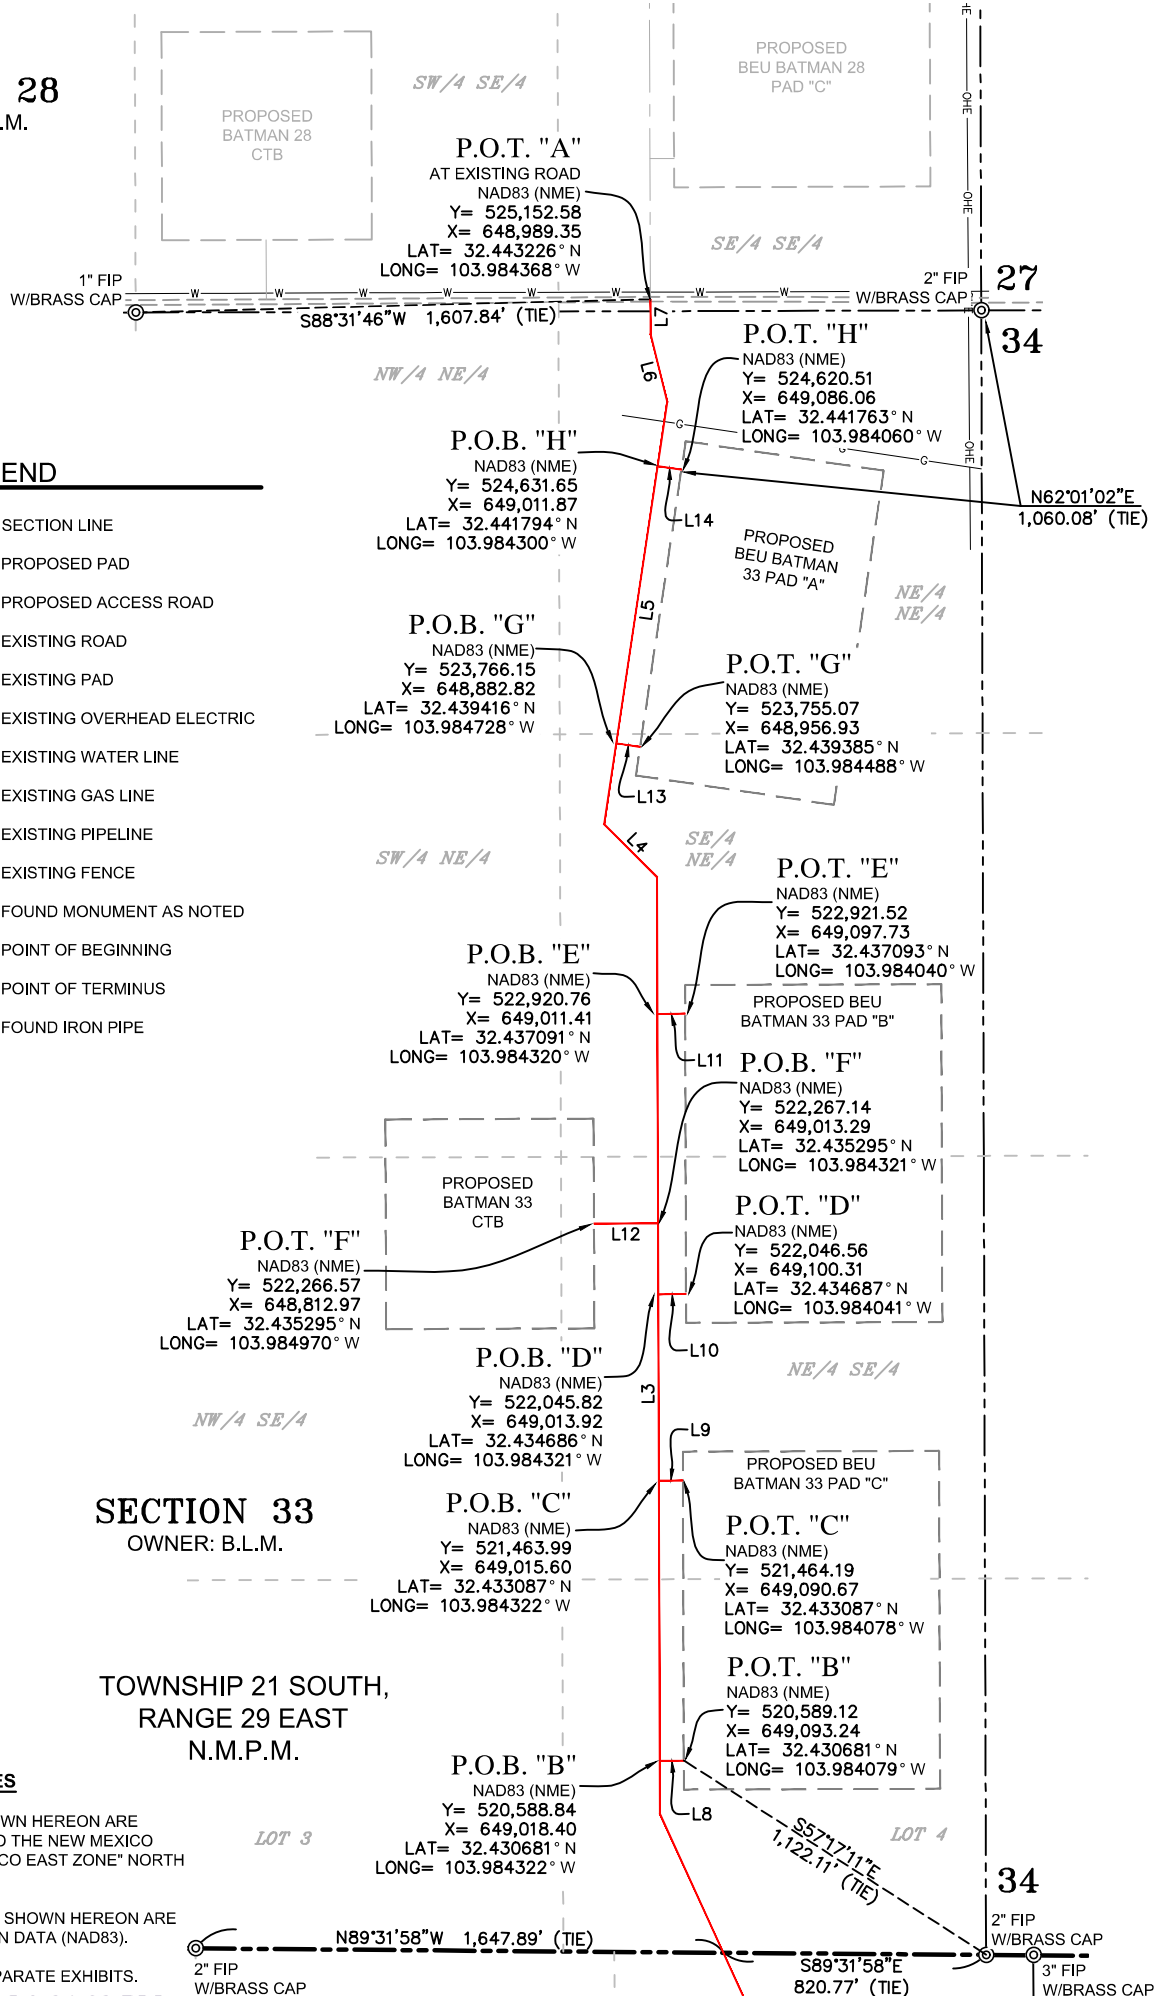 28
.M.
SW/4 SE/4
PROPOSED
BATMAN 28
CTB
PROPOSED
BEU BATMAN 28
PAD "C"
HE
OHE
OHE
SE/4 SE/4
P.O.T. "A"
AT EXISTING ROAD
NAD83 (NME)
Y= 525,152.58
X= 648,989.35
LAT= 32.443226° N
LONG= 103.984368° W
1" FIP
W/BRASS CAP
W W W W W W W W
2" FIP
W/BRASS CAP
27
34
S88°31'46"W 1,607.84' (TIE)
L7
L6
NW/4 NE/4
P.O.T. "H"
NAD83 (NME)
Y= 524,620.51
X= 649,086.06
LAT= 32.441763° N
LONG= 103.984060° W
G G G
OHE
P.O.B. "H"
NAD83 (NME)
Y= 524,631.65
X= 649,011.87
LAT= 32.441794° N
LONG= 103.984300° W
L14
N62°01'02"E
1,060.08' (TIE)
END
SECTION LINE
PROPOSED PAD
PROPOSED ACCESS ROAD
EXISTING ROAD
EXISTING PAD
EXISTING OVERHEAD ELECTRIC
EXISTING WATER LINE
EXISTING GAS LINE
EXISTING PIPELINE
EXISTING FENCE
FOUND MONUMENT AS NOTED
POINT OF BEGINNING
POINT OF TERMINUS
FOUND IRON PIPE
PROPOSED
BEU BATMAN
33 PAD "A"
NE/4
NE/4
L5
P.O.B. "G"
NAD83 (NME)
Y= 523,766.15
X= 648,882.82
LAT= 32.439416° N
LONG= 103.984728° W
P.O.T. "G"
NAD83 (NME)
Y= 523,755.07
X= 648,956.93
LAT= 32.439385° N
LONG= 103.984488° W
L13
L4
SW/4 NE/4
SE/4
NE/4
P.O.T. "E"
NAD83 (NME)
Y= 522,921.52
X= 649,097.73
LAT= 32.437093° N
LONG= 103.984040° W
P.O.B. "E"
NAD83 (NME)
Y= 522,920.76
X= 649,011.41
LAT= 32.437091° N
LONG= 103.984320° W
PROPOSED BEU
BATMAN 33 PAD "B"
L11
P.O.B. "F"
NAD83 (NME)
Y= 522,267.14
X= 649,013.29
LAT= 32.435295° N
LONG= 103.984321° W
PROPOSED
BATMAN 33
CTB
L12
P.O.T. "F"
NAD83 (NME)
Y= 522,266.57
X= 648,812.97
LAT= 32.435295° N
LONG= 103.984970° W
P.O.T. "D"
NAD83 (NME)
Y= 522,046.56
X= 649,100.31
LAT= 32.434687° N
LONG= 103.984041° W
L10
P.O.B. "D"
NAD83 (NME)
Y= 522,045.82
X= 649,013.92
LAT= 32.434686° N
LONG= 103.984321° W
L3
NE/4 SE/4
NW/4 SE/4
L9
PROPOSED BEU
BATMAN 33 PAD "C"
SECTION 33
OWNER: B.L.M.
P.O.B. "C"
NAD83 (NME)
Y= 521,463.99
X= 649,015.60
LAT= 32.433087° N
LONG= 103.984322° W
P.O.T. "C"
NAD83 (NME)
Y= 521,464.19
X= 649,090.67
LAT= 32.433087° N
LONG= 103.984078° W
TOWNSHIP 21 SOUTH,
RANGE 29 EAST
N.M.P.M.
P.O.T. "B"
NAD83 (NME)
Y= 520,589.12
X= 649,093.24
LAT= 32.430681° N
LONG= 103.984079° W
P.O.B. "B"
NAD83 (NME)
Y= 520,588.84
X= 649,018.40
LAT= 32.430681° N
LONG= 103.984322° W
L8
S57°17'11"E
1,122.11' (TIE)
LOT 3
LOT 4
ES
WN HEREON ARE
O THE NEW MEXICO
CO EAST ZONE" NORTH
SHOWN HEREON ARE
N DATA (NAD83).
PARATE EXHIBITS.
34
2" FIP
W/BRASS CAP
N89°31'58"W 1,647.89' (TIE)
2" FIP
W/BRASS CAP
S89°31'58"E
820.77' (TIE)
3" FIP
W/BRASS CAP